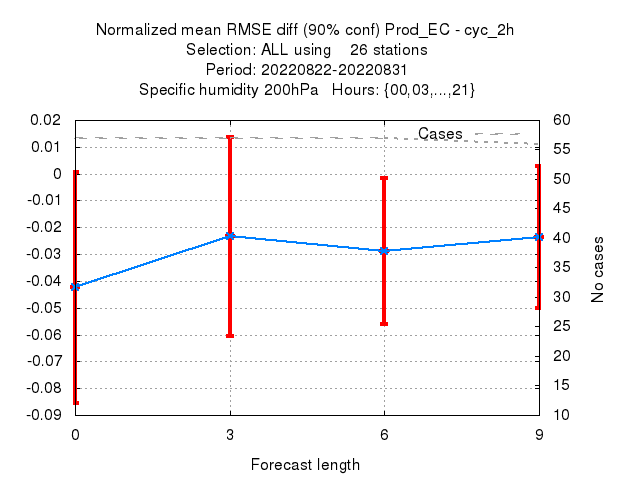 Normalized mean RMSE diff (90% conf) Prod_EC - cyc_2h
Selection: ALL using    26 stations
Period: 20220822-20220831
Specific humidity 200hPa   Hours: {00,03,...,21}
0.02
0.01
0
-0.01
-0.02
-0.03
-0.04
-0.05
-0.06
-0.07
-0.08
-0.09
Cases
60
55
50
45
40
35
30
25
20
15
10
No cases
0 3 6 9
Forecast length